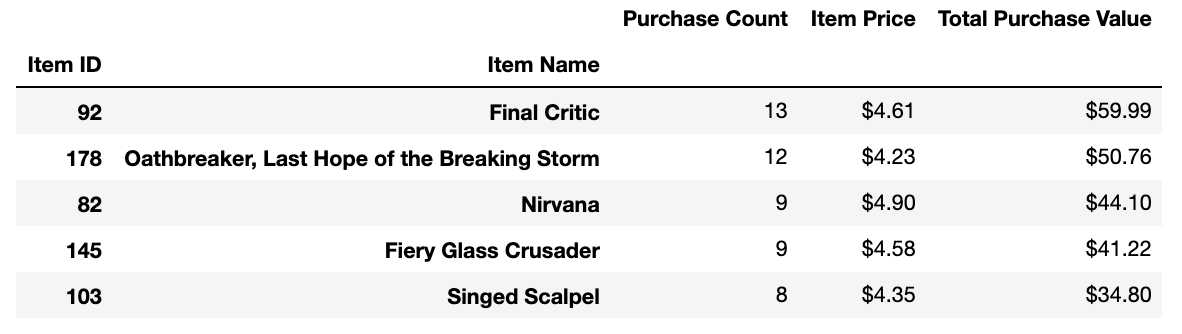 Purchase Count Item Price Total Purchase Value
Item ID Item Name
92 Final Critic 13 $4.61 $59.99
178 Oathbreaker, Last Hope of the Breaking Storm 12 $4.23 $50.76
82 Nirvana 9 $4.90 $44.10
145 Fiery Glass Crusader 9 $4.58 $41.22
103 Singed Scalpel 8 $4.35 $34.80